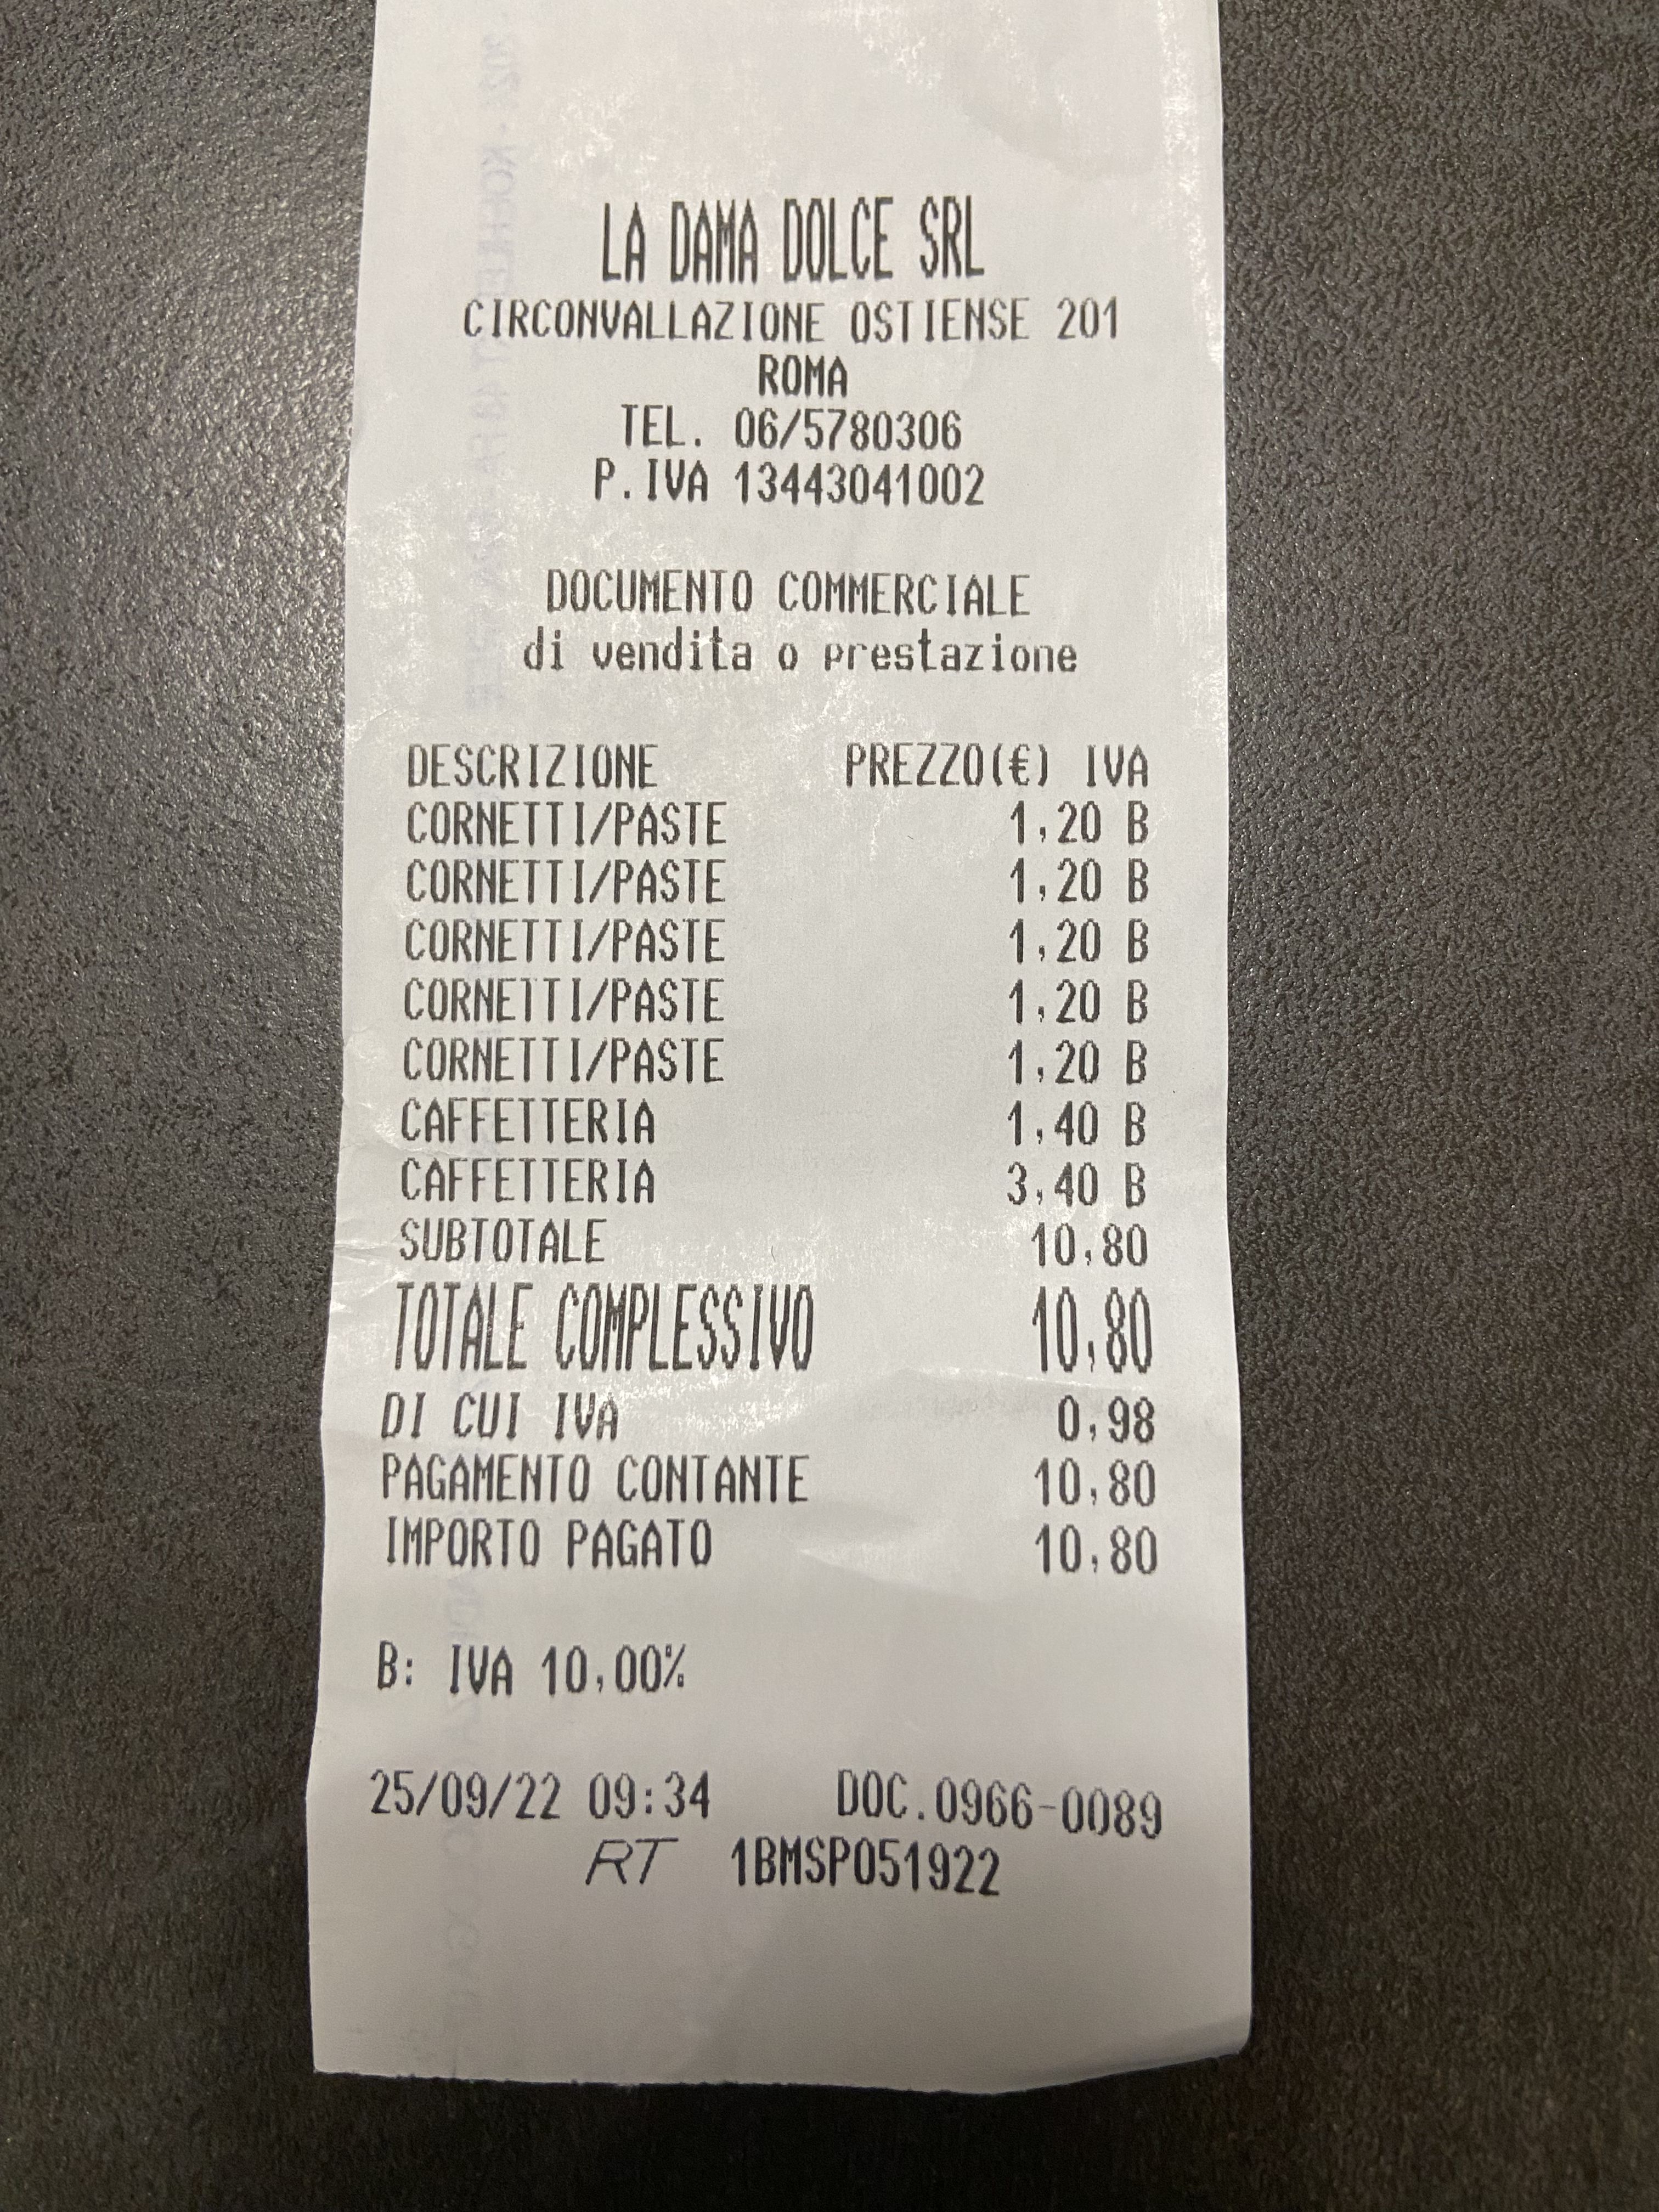 LA DAMA DOLCE SRL
CIRCONVALLAZIONE OSTIENSE 201
ROMA
TEL. 06/5780306
P.IVA 13443041002
DOCUMENTO COMMERCIALE
di vendita o prestazione
DESCRIZIONE PREZZO(€) IVA
CORNETTI/PASTE 1,20 B
CORNETTI/PASTE 1,20 B
CORNETTI/PASTE 1,20 B
CORNETTI/PASTE 1,20 B
CORNETTI/PASTE 1,20 B
CAFFETTERIA 1,40 B
CAFFETTERIA 3,40 B
SUBTOTALE 10,80
TOTALE COMPLESSIVO 10,80
DI CUI IVA 0,98
PAGAMENTO CONTANTE 10,80
IMPORTO PAGATO 10,80
B: IVA 10,00%
25/09/22 09:34 DOC.0966-0089
RT 1BMSP051922